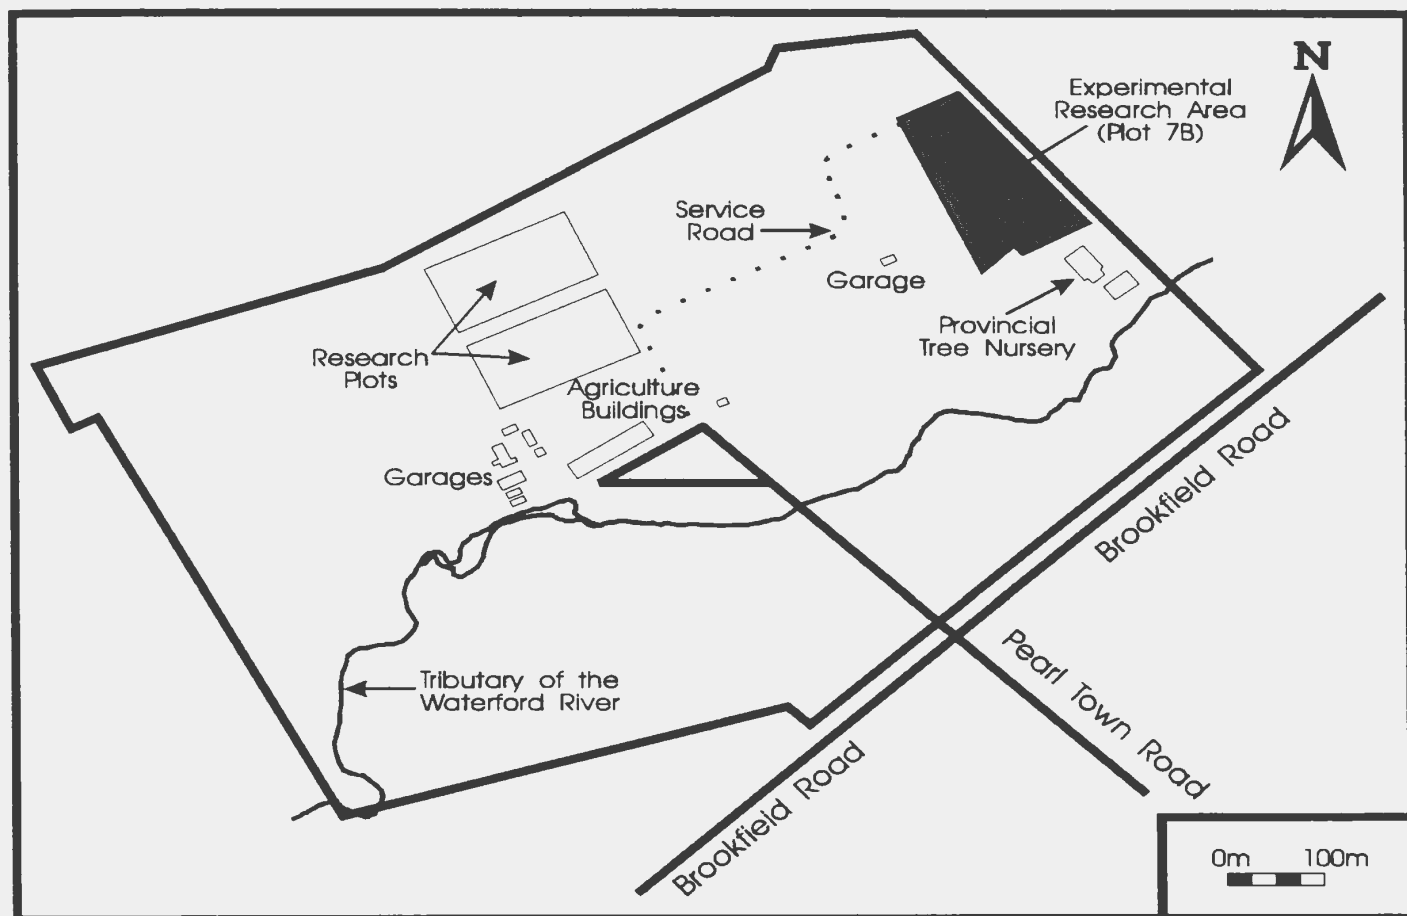 N
Experimental
Research Area
(Plot 7B)
Service
Road
Garage
Provincial
Tree Nursery
Research
Plots
Agriculture
Buildings
Garages
Brookfield Road
Pearl Town Road
Tributary of the
Waterford River
Brookfield Road
0m 100m